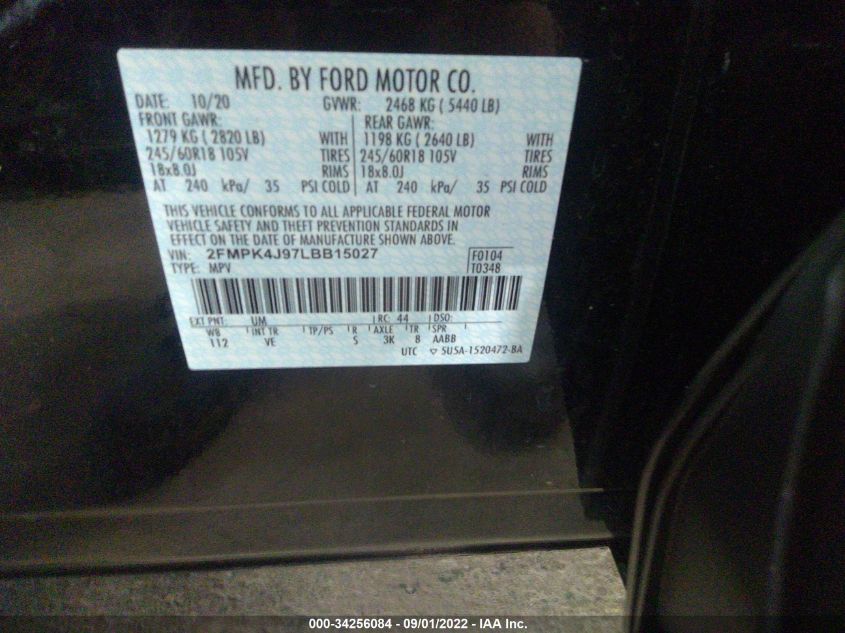 MFD. BY FORD MOTOR CO.
DATE: 10/20 GVWR: 2468 KG ( 5440 LB)
FRONT GAWR: REAR GAWR:
1279 KG ( 2820 LB) WITH 1198 KG ( 2640 LB) WITH
245/60R18 105V TIRES 245/60R18 105V TIRES
18x8.0J RIMS 18x8.0J RIMS
AT 240 kPa/ 35 PSI COLD AT 240 kPa/ 35 PSI COLD
THIS VEHICLE CONFORMS TO ALL APPLICABLE FEDERAL MOTOR
VEHICLE SAFETY AND THEFT PREVENTION STANDARDS IN
EFFECT ON THE DATE OF MANUFACTURE SHOWN ABOVE.
VIN: 2FMPK4J97LBB15027 F0104
TYPE: MPV T0348
EXT PNT: UM RC: 44 DSO:
WB INT TR TP/PS R AXLE TR SPR
112 VE S 3K 8 AABB
UTC ▽ 5U5A-1520472-BA
000-34256084 - 09/01/2022 - IAA Inc.